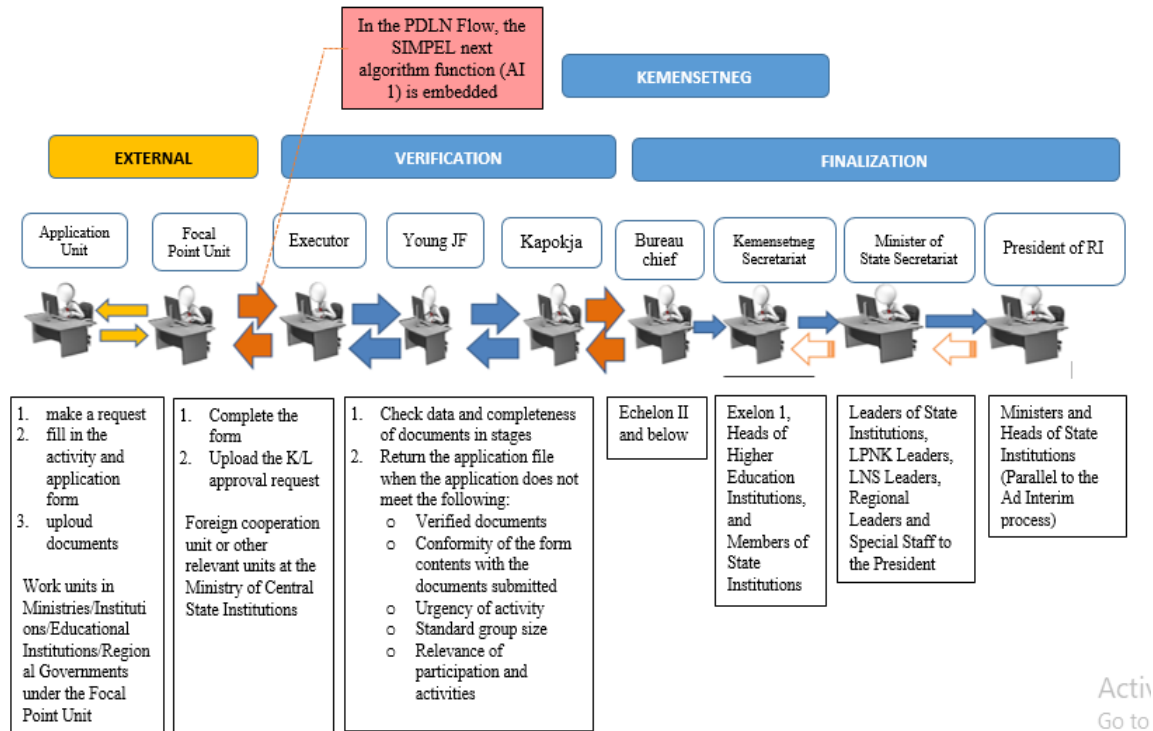 In the PDLN Flow, the
SIMPEL next
algorithm function (AI
1) is embedded
KEMENSETNEG
EXTERNAL
VERIFICATION
FINALIZATION
Application
Unit
Focal
Point Unit
Executor
Young JF
Kapokja
Bureau
chief
Kemensetneg
Secretariat
Minister of
State Secretariat
President of RI
1. make a request
2. fill in the
activity and
application
form
3. uploud
documents
Work units in
Ministries/Instituti
ons/Educational
Institutions/Region
al Governments
under the Focal
Point Unit
1. Complete the
form
2. Upload the K/L
approval request
Foreign cooperation
unit or other
relevant units at the
Ministry of Central
State Institutions
1. Check data and completeness
of documents in stages
2. Return the application file
when the application does not
meet the following:
o Verified documents
o Conformity of the form
contents with the
documents submitted
o Urgency of activity
o Standard group size
o Relevance of
participation and
activities
Echelon II
and below
Exelon 1,
Heads of
Higher
Education
Institutions,
and
Members of
State
Institutions
Leaders of State
Institutions,
LPNK Leaders,
LNS Leaders,
Regional
Leaders and
Special Staff to
the President
Ministers and
Heads of State
Institutions
(Parallel to the
Ad Interim
process)
Activ
Go to